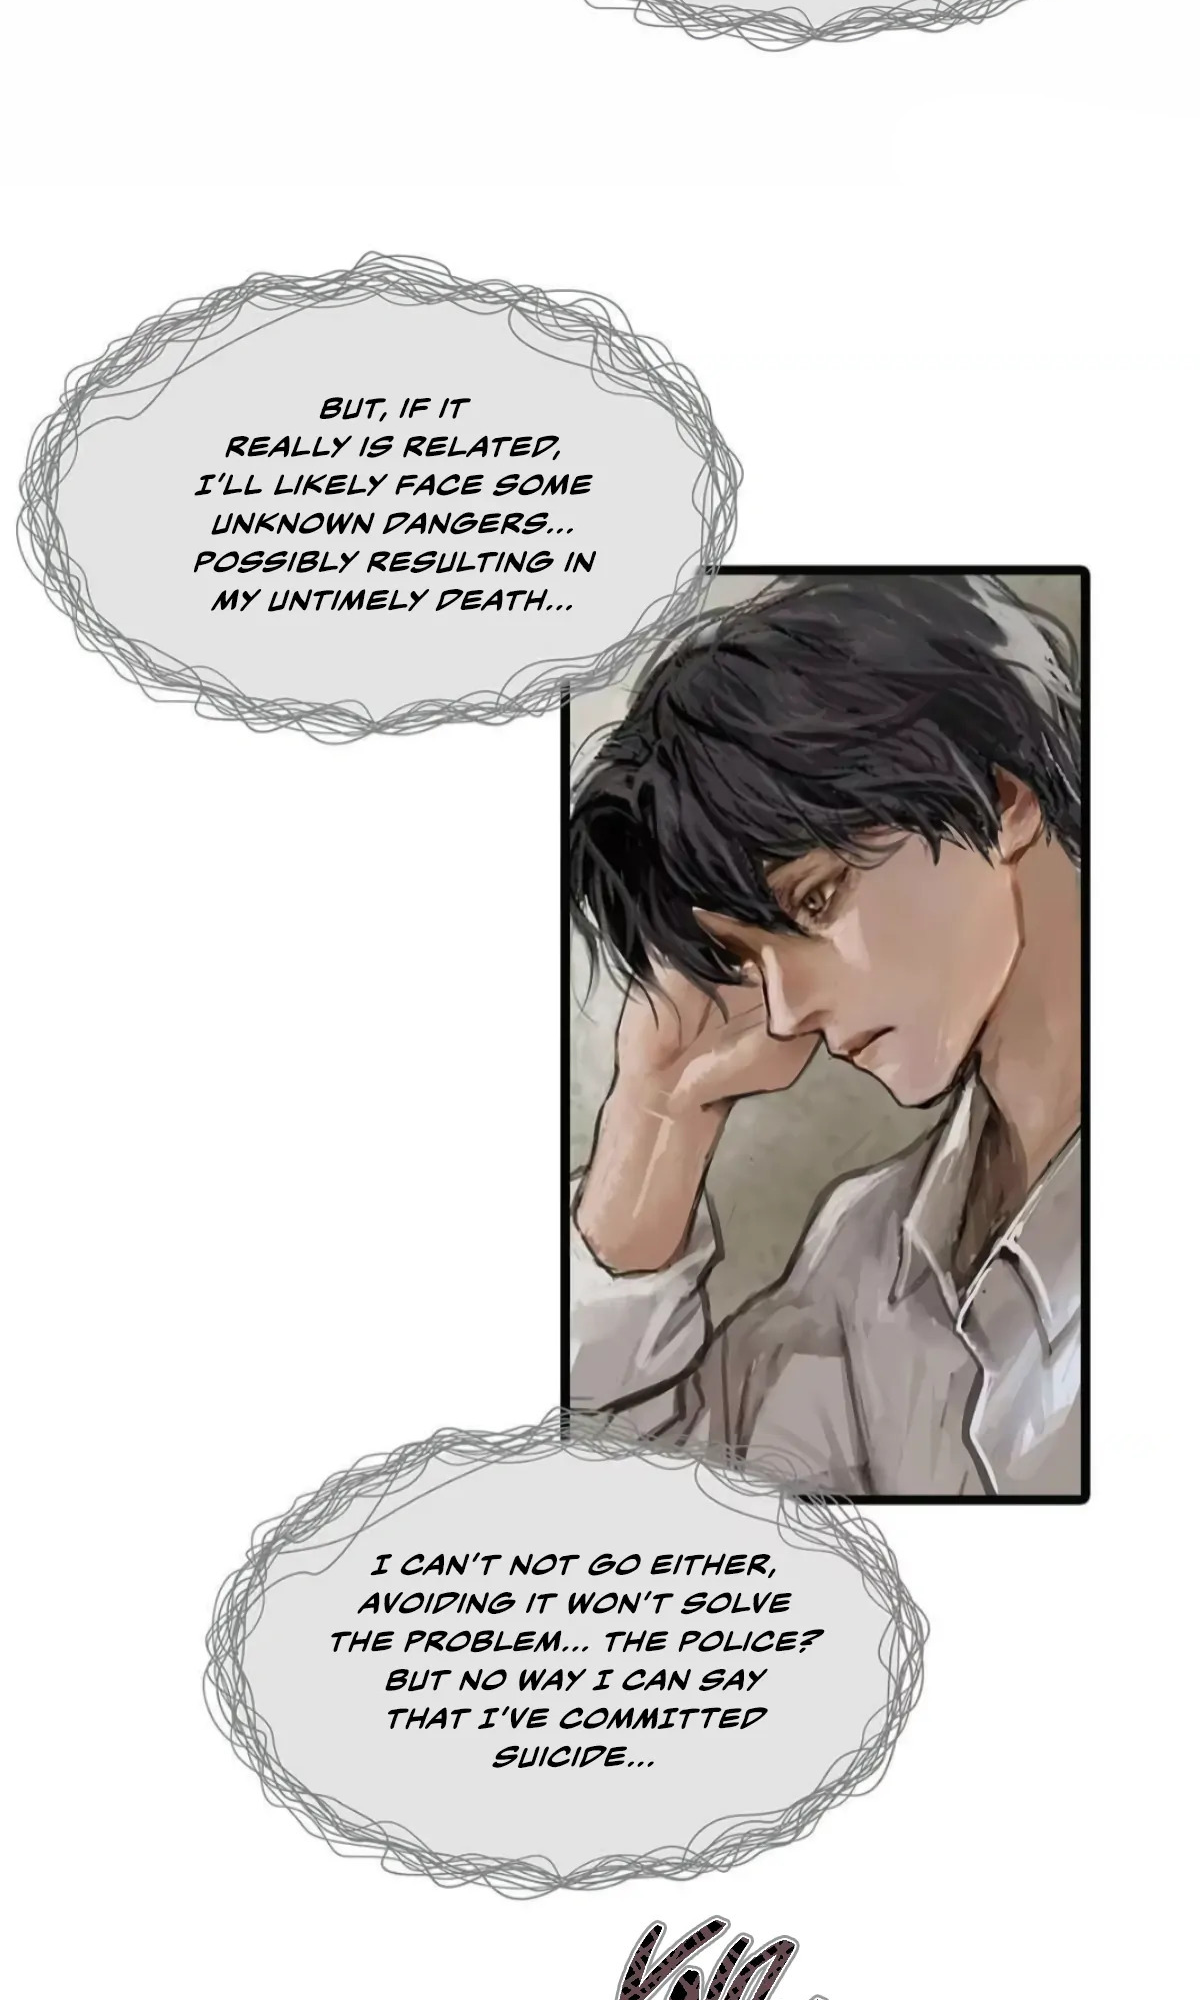 BUT, IF IT
REALLY IS RELATED,
I'LL LIKELY FACE SOME
UNKNOWN DANGERS...
POSSIBLY RESULTING IN
MY UNTIMELY DEATH...
I CAN'T NOT GO EITHER,
AVOIDING IT WON'T SOLVE
THE PROBLEM... THE POLICE?
BUT NO WAY I CAN SAY
THAT I'VE COMMITTED
SUICIDE...